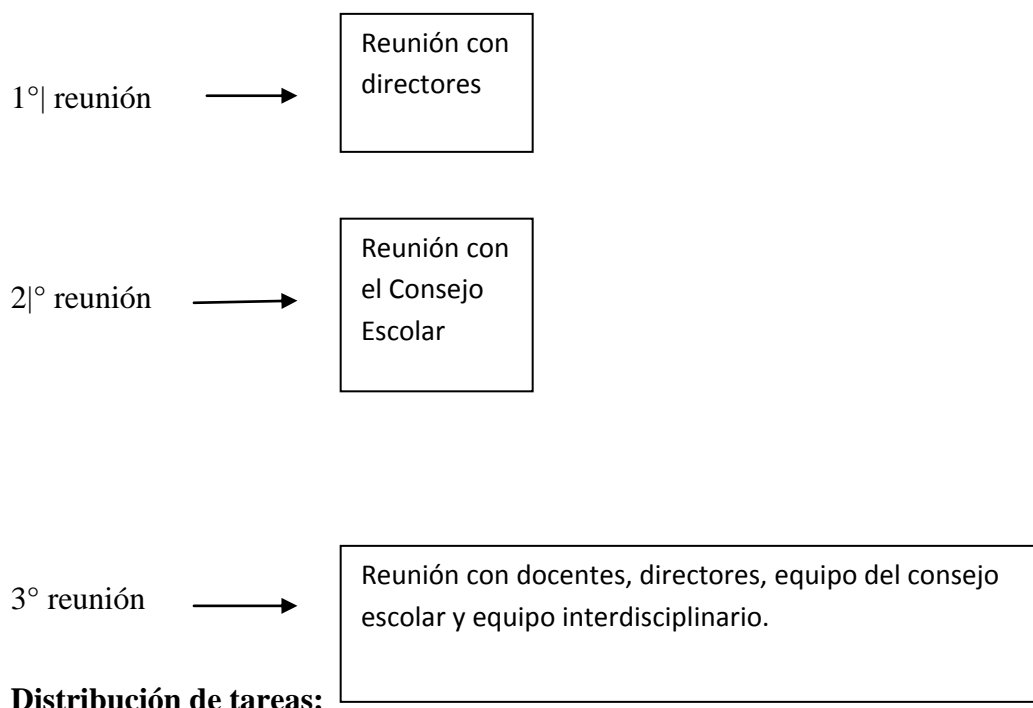 Reunión con
directores
1°| reunión
Reunión con
el Consejo
Escolar
2|° reunión
Reunión con docentes, directores, equipo del consejo
escolar y equipo interdisciplinario.
3° reunión
Distribución de tareas: